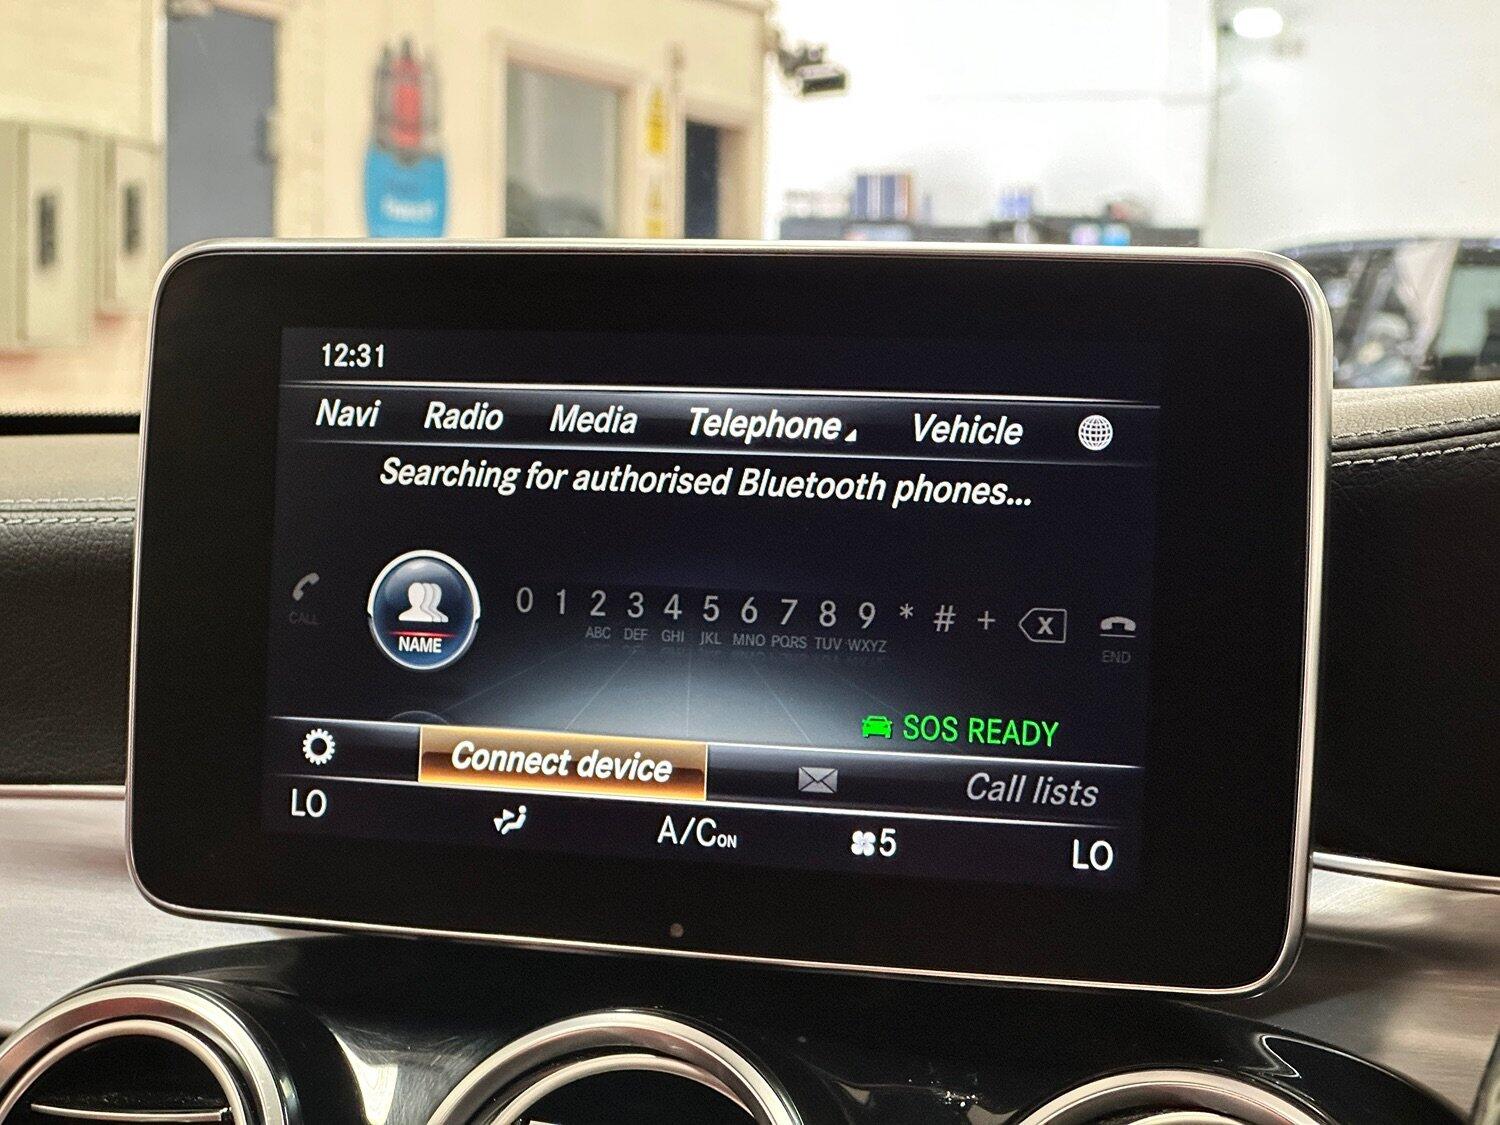 12:31
Navi Radio Media Telephone Vehicle
Searching for authorised Bluetooth phones...
CALL
NAME
0 1 2 3 4 5 6 7 8 9 * # + X
ABC DEF GHI JKL MNO PQRS TUV WXYZ
END
SOS READY
Connect device
Call lists
LO A/C ON 5 LO